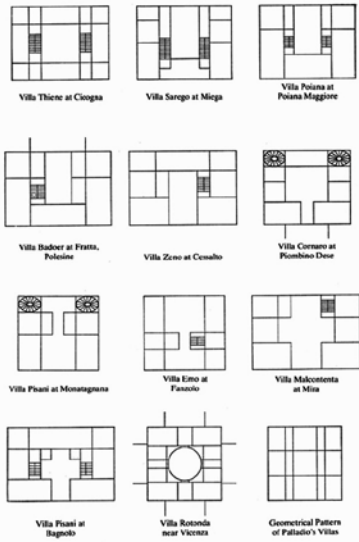 Villa Thiene at Cicogna
Villa Sarego at Miega
Villa Poiana at
Poiana Maggiore
Villa Badoer at Fratta,
Polesine
Villa Zeno at Cessalto
Villa Cornaro at
Piombino Dese
Villa Pisani at Monatagnana
Villa Emo at
Fanzolo
Villa Malcontenta
at Mira
Villa Pisani at
Bagnolo
Villa Rotonda
near Vicenza
Geometrical Pattern
of Palladio's Villas